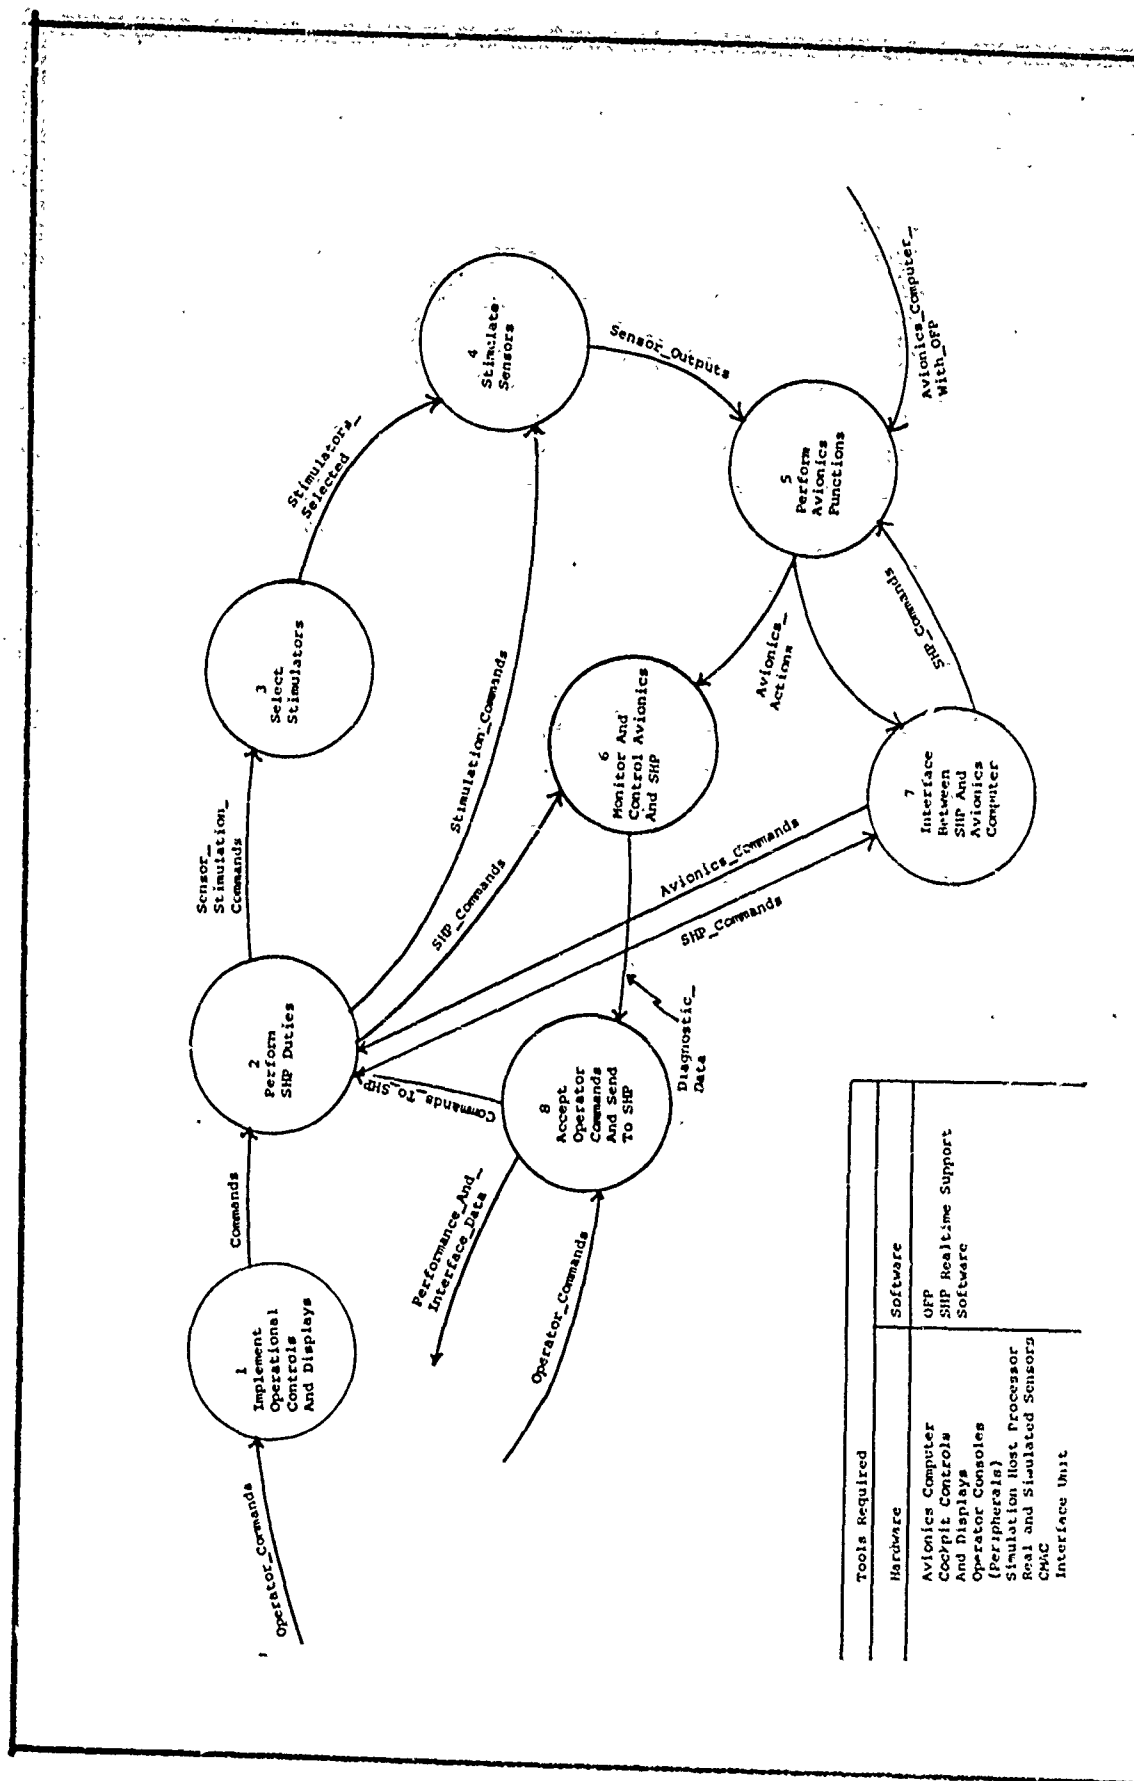 Operator_Commands
1
Implement
Operational
Controls
And Displays
Commands
2
Perform
SHP Duties
Sensor_
Stimulation_
Commands
3
Select
Stimulators
Stimulators_
Selected
4
Stimulate
Sensors
Stimulation_Commands
Sensor_Outputs
SHP_Commands
6
Monitor And
Control Avionics
And SHP
Avionics_
Actions
5
Perform
Avionics
Functions
Avionics_Computer_
With_OFP
SHP_Commands
7
Interface
Between
SHP And
Avionics
Computer
Avionics_Commands
SHP_Commands
Diagnostic_
Data
Commands_To_SHP
8
Accept
Operator
Commands
And Send
To SHP
Performance_And_
Interface_Data
Operator_Commands
Tools Required
Hardware
Software
Avionics Computer
Cockpit Controls
And Displays
Operator Consoles
(Peripherals)
Simulation Host Processor
Real and Simulated Sensors
CMAC
Interface Unit
OFP
SHP Realtime Support
Software